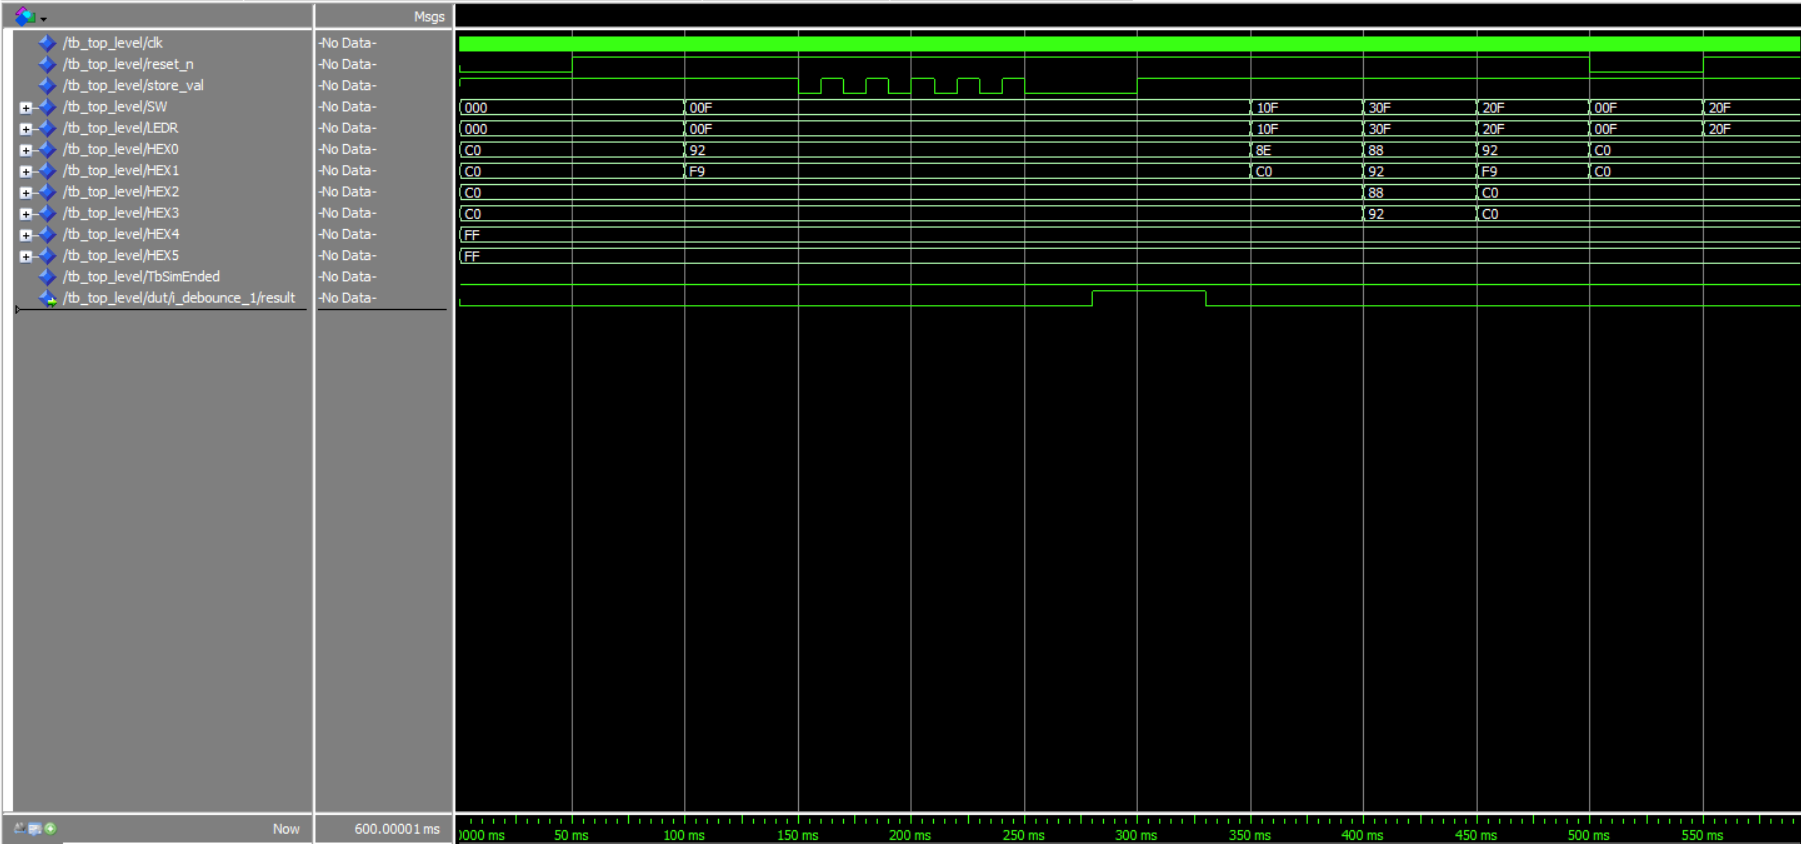 Msgs
/tb_top_level/clk -No Data-
/tb_top_level/reset_n -No Data-
/tb_top_level/store_val -No Data-
/tb_top_level/SW -No Data- 000 00F 10F 30F 20F 00F 20F
/tb_top_level/LEDR -No Data- 000 00F 10F 30F 20F 00F 20F
/tb_top_level/HEX0 -No Data- C0 92 8E 88 92 C0
/tb_top_level/HEX1 -No Data- C0 F9 C0 92 F9 C0
/tb_top_level/HEX2 -No Data- C0 88 C0
/tb_top_level/HEX3 -No Data- C0 92 C0
/tb_top_level/HEX4 -No Data- FF
/tb_top_level/HEX5 -No Data- FF
/tb_top_level/TbSimEnded -No Data-
/tb_top_level/dut/i_debounce_1/result -No Data-
Now 600.00001 ms 0000 ms 50 ms 100 ms 150 ms 200 ms 250 ms 300 ms 350 ms 400 ms 450 ms 500 ms 550 ms